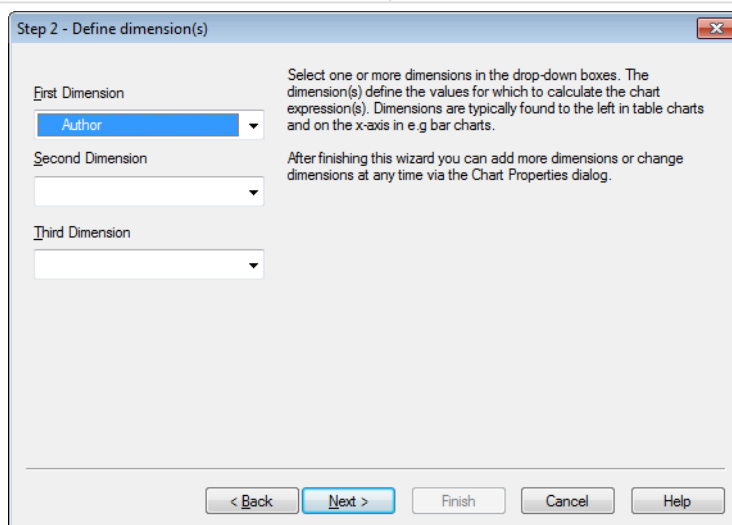 Step 2 - Define dimension(s)
First Dimension
Author
Second Dimension
Third Dimension
Select one or more dimensions in the drop-down boxes. The
dimension(s) define the values for which to calculate the chart
expression(s). Dimensions are typically found to the left in table charts
and on the x-axis in e.g bar charts.
After finishing this wizard you can add more dimensions or change
dimensions at any time via the Chart Properties dialog.
< Back
Next >
Finish
Cancel
Help